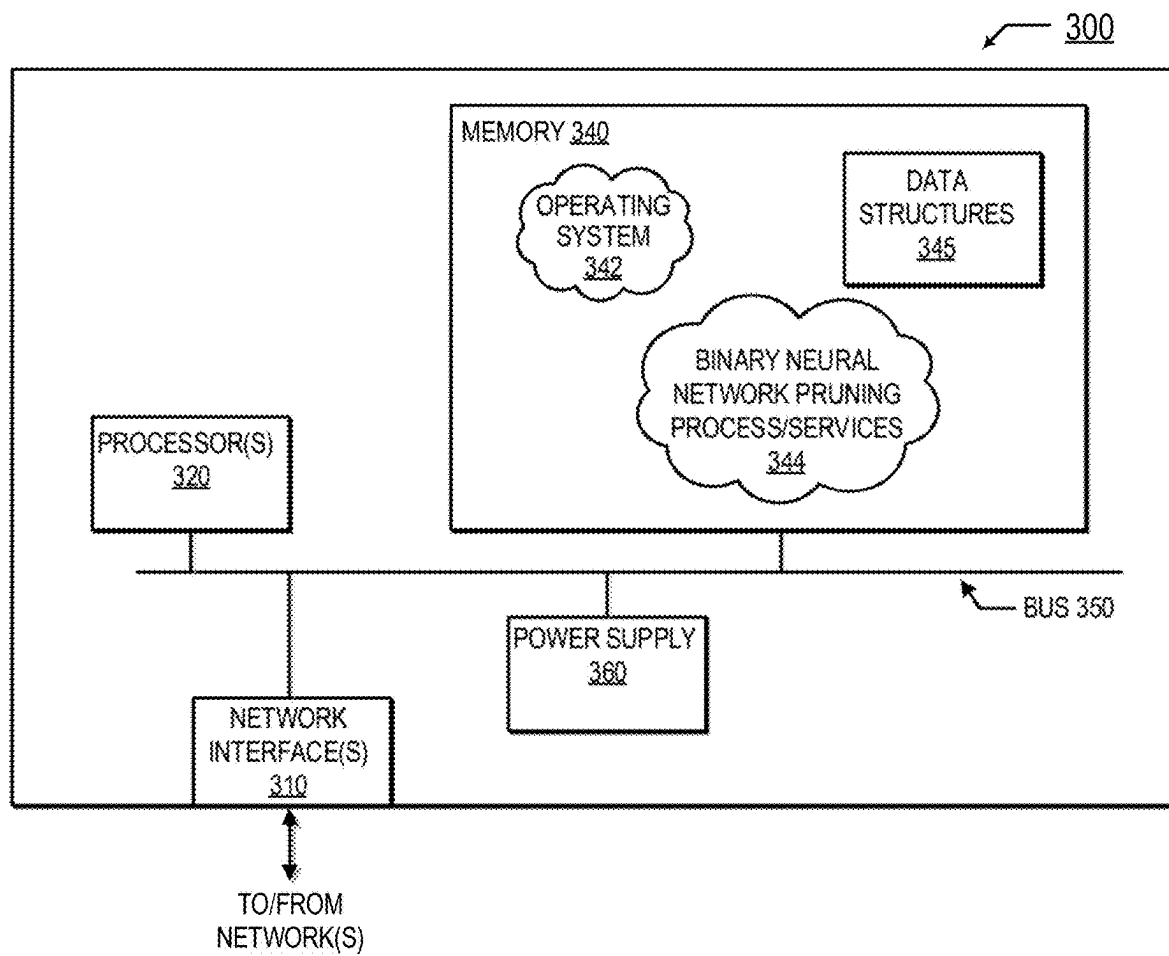 300
MEMORY 340
OPERATING
SYSTEM
342
DATA
STRUCTURES
345
BINARY NEURAL
NETWORK PRUNING
PROCESS/SERVICES
344
PROCESSOR(S)
320
BUS 350
POWER SUPPLY
360
NETWORK
INTERFACE(S)
310
TO/FROM
NETWORK(S)